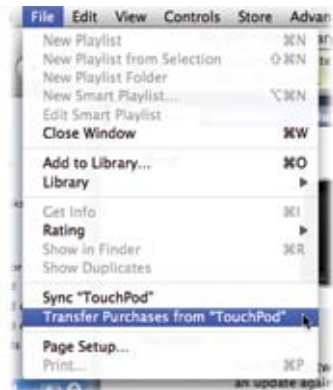 File Edit View Controls Store Advan
New Playlist ⌘N
New Playlist from Selection ⇧⌘N
New Playlist Folder
New Smart Playlist... ⌥⌘N
Edit Smart Playlist
Close Window ⌘W
Add to Library... ⌘O
Library ▶
Get Info ⌘I
Rating ▶
Show in Finder ⌘R
Show Duplicates
Sync "TouchPod"
Transfer Purchases from "TouchPod"
Page Setup...
Print... ⌘P
an update again